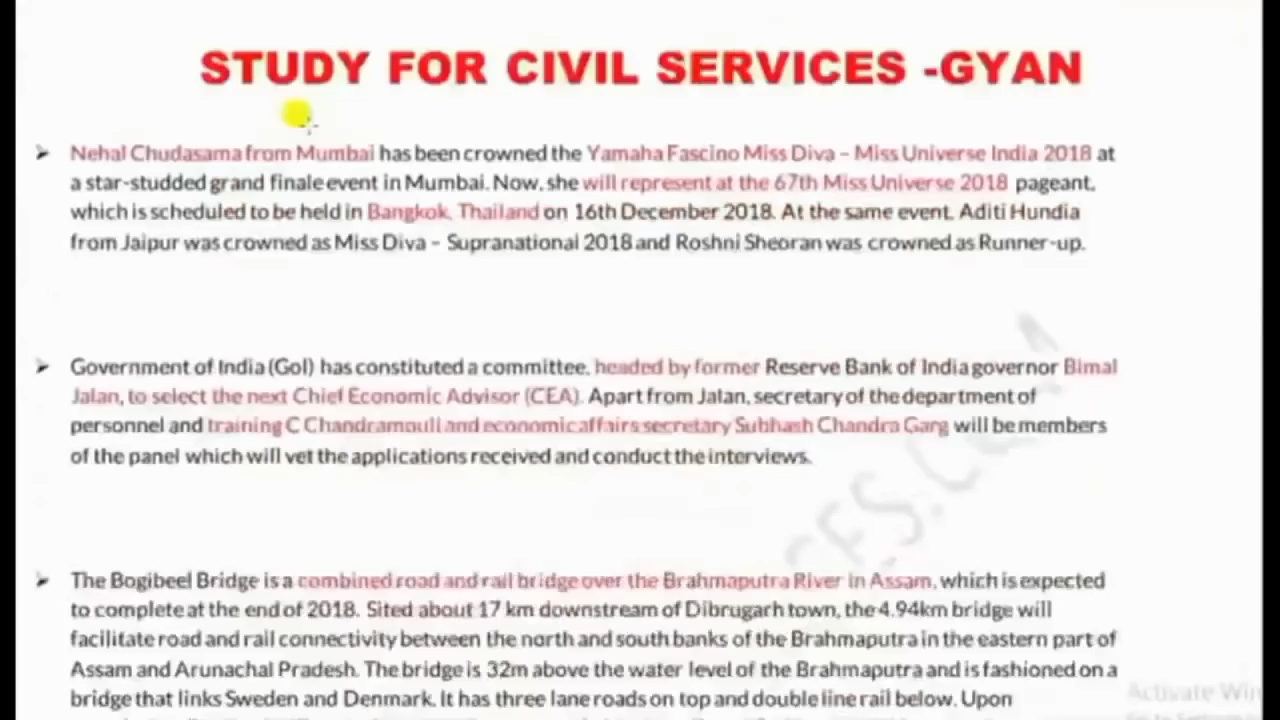 STUDY FOR CIVIL SERVICES -GYAN
Nehal Chudasama from Mumbai has been crowned the Yamaha Fascino Miss Diva – Miss Universe India 2018 at
a star-studded grand finale event in Mumbai. Now, she will represent at the 67th Miss Universe 2018 pageant,
which is scheduled to be held in Bangkok, Thailand on 16th December 2018. At the same event, Aditi Hundia
from Jaipur was crowned as Miss Diva – Supranational 2018 and Roshni Sheoran was crowned as Runner-up.
Government of India (GoI) has constituted a committee, headed by former Reserve Bank of India governor Bimal
Jalan, to select the next Chief Economic Advisor (CEA). Apart from Jalan, secretary of the department of
personnel and training C Chandramouli and economic affairs secretary Subhash Chandra Garg will be members
of the panel which will vet the applications received and conduct the interviews.
The Bogibeel Bridge is a combined road and rail bridge over the Brahmaputra River in Assam, which is expected
to complete at the end of 2018. Sited about 17 km downstream of Dibrugarh town, the 4.94km bridge will
facilitate road and rail connectivity between the north and south banks of the Brahmaputra in the eastern part of
Assam and Arunachal Pradesh. The bridge is 32m above the water level of the Brahmaputra and is fashioned on a
bridge that links Sweden and Denmark. It has three lane roads on top and double line rail below. Upon
Activate Win